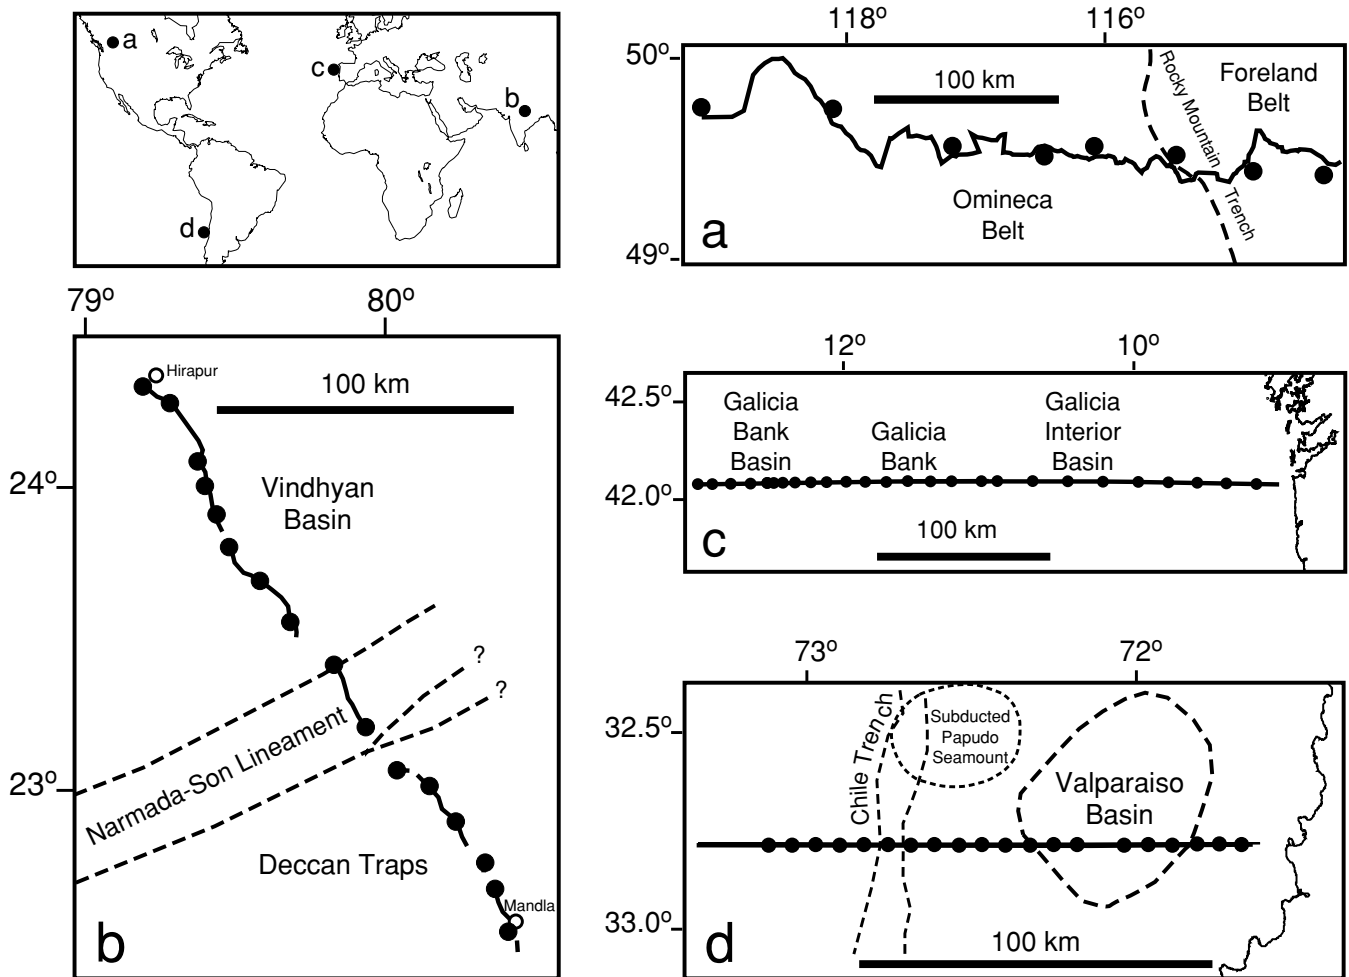 a
b
c
d
118º
116º
50º
49º
100 km
Rocky Mountain
Trench
Foreland
Belt
Omineca
Belt
a
79º
80º
24º
23º
Hirapur
100 km
Vindhyan
Basin
?
?
Narmada-Son Lineament
Deccan Traps
Mandla
b
12º
10º
42.5º
42.0º
Galicia
Bank
Basin
Galicia
Bank
Galicia
Interior
Basin
100 km
c
73º
72º
32.5º
33.0º
Chile Trench
Subducted
Papudo
Seamount
Valparaiso
Basin
100 km
d